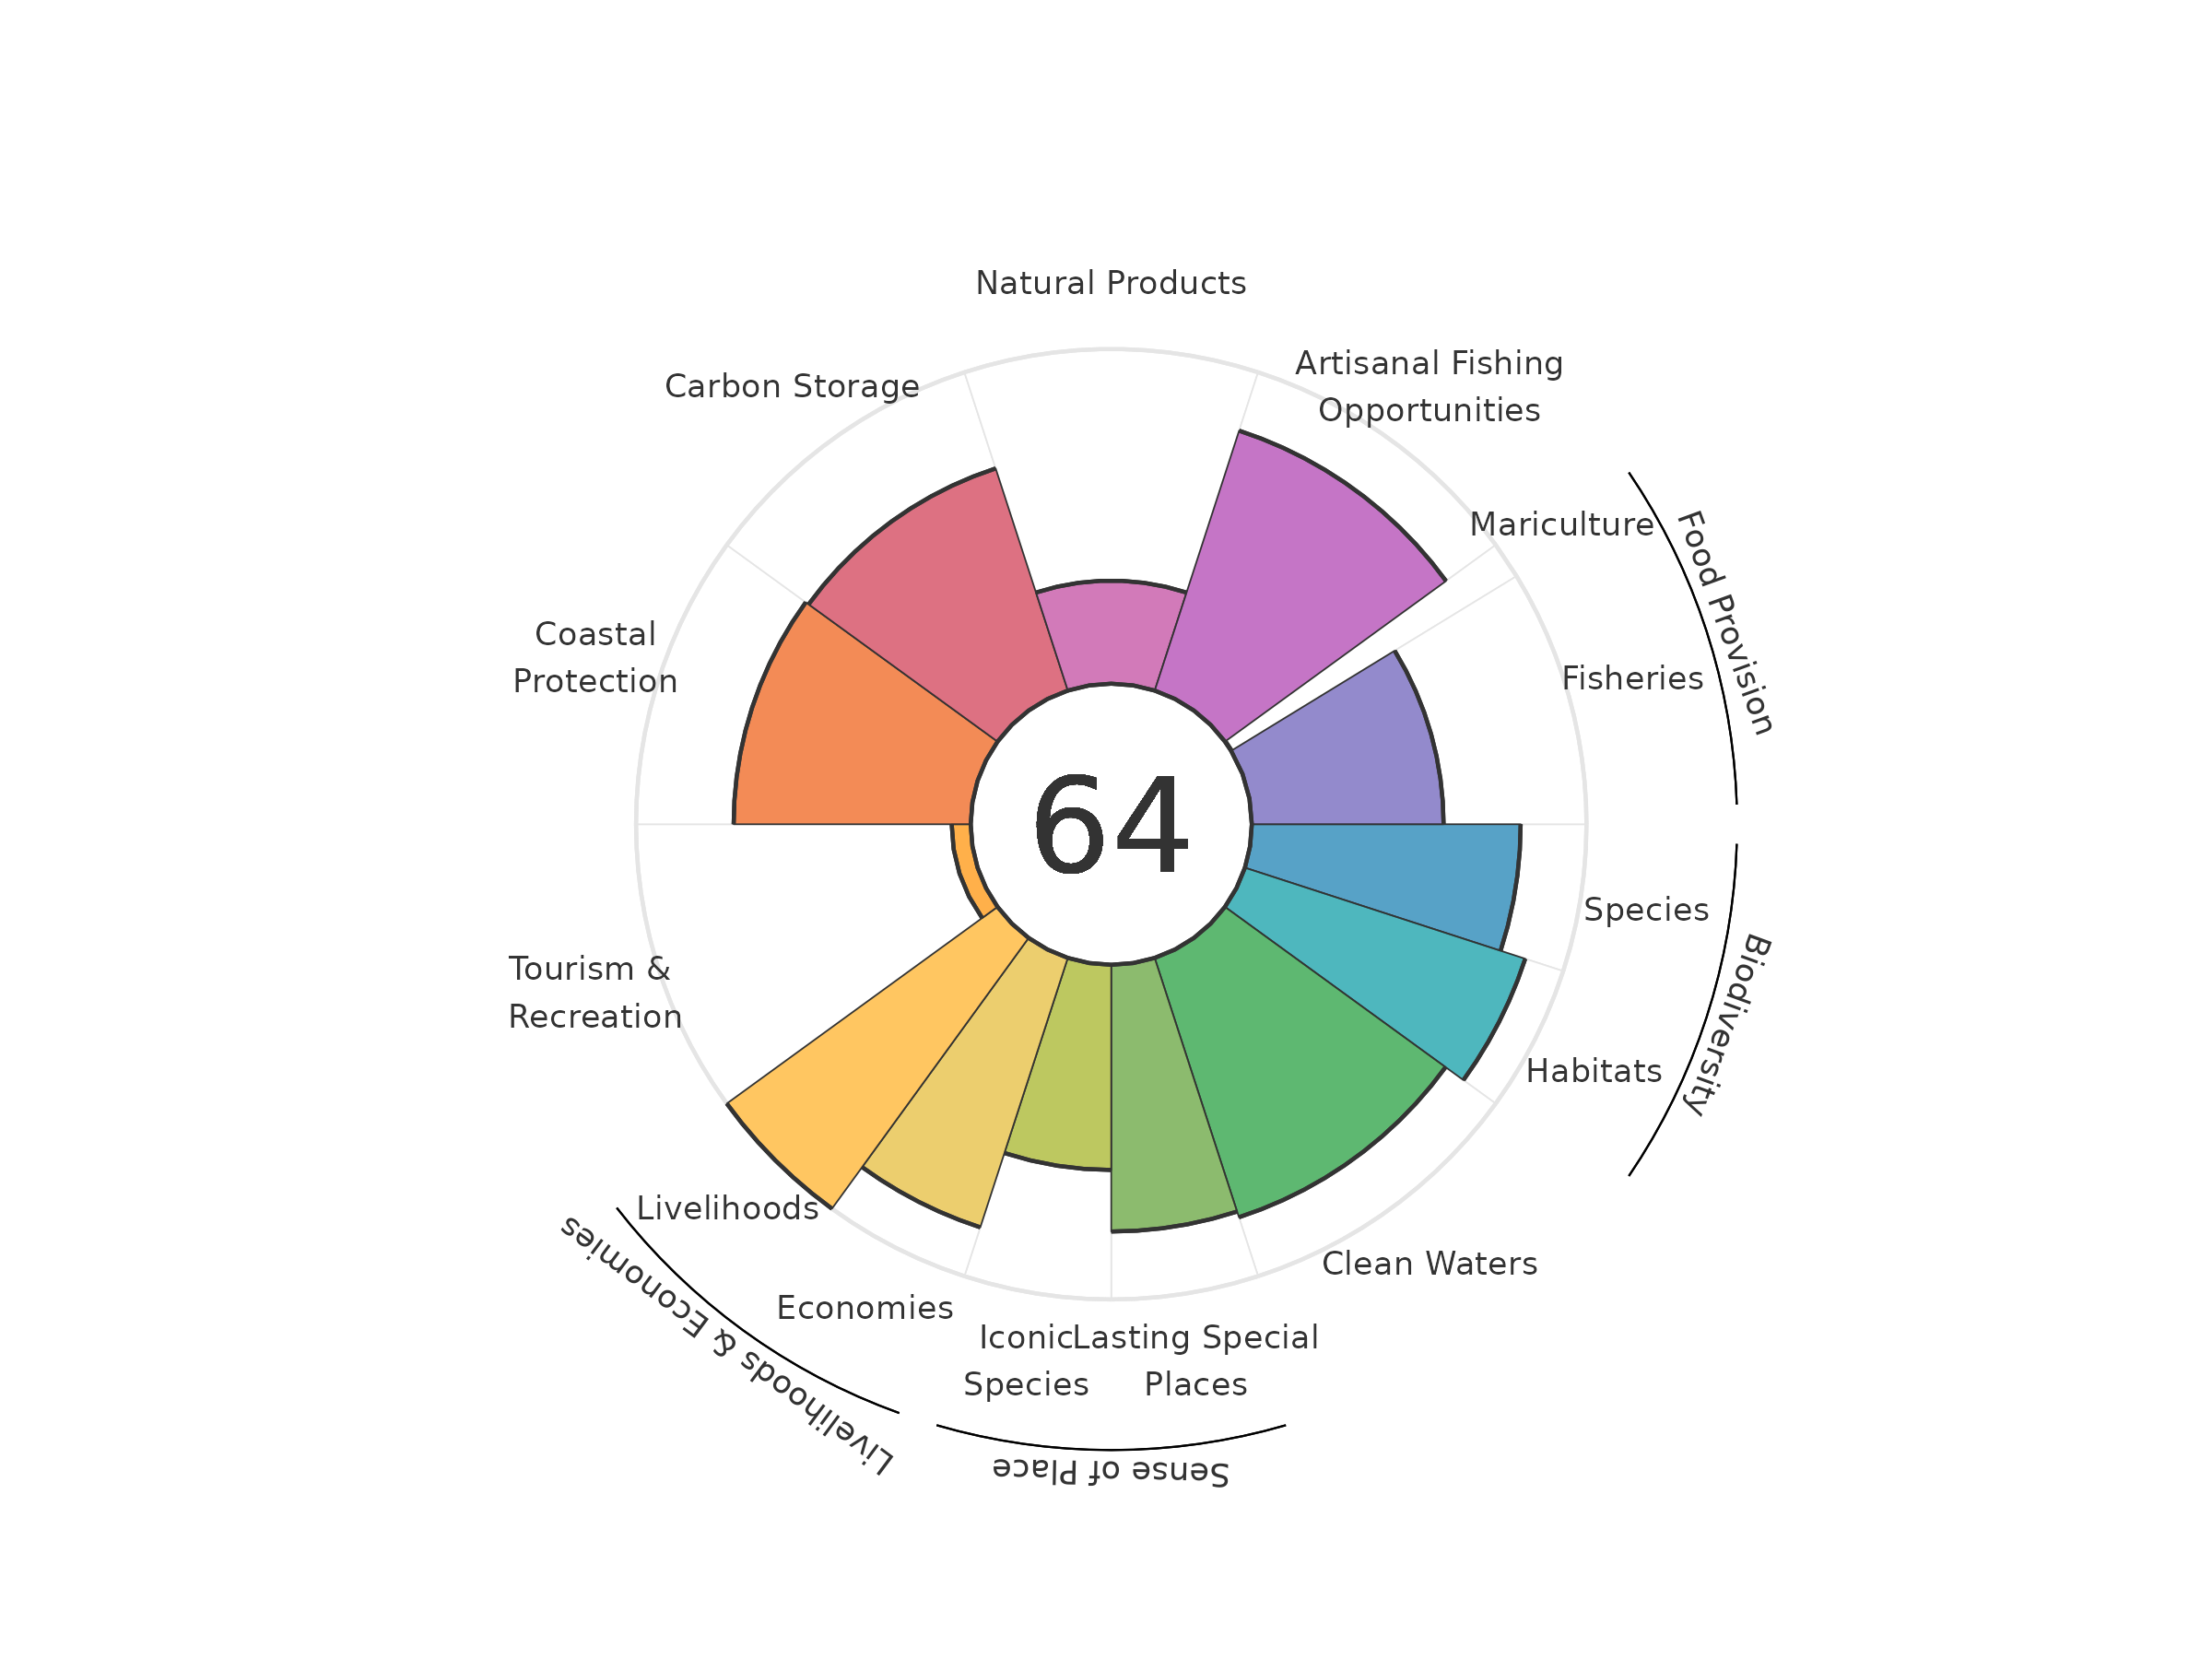 Natural Products
Artisanal Fishing
Opportunities
Carbon Storage
Mariculture
Food Provision
Fisheries
Coastal
Protection
64
Species
Biodiversity
Tourism &
Recreation
Habitats
Livelihoods
Clean Waters
Economies
Livelihoods & Economies
Iconic
Species
Lasting Special
Places
Sense of Place